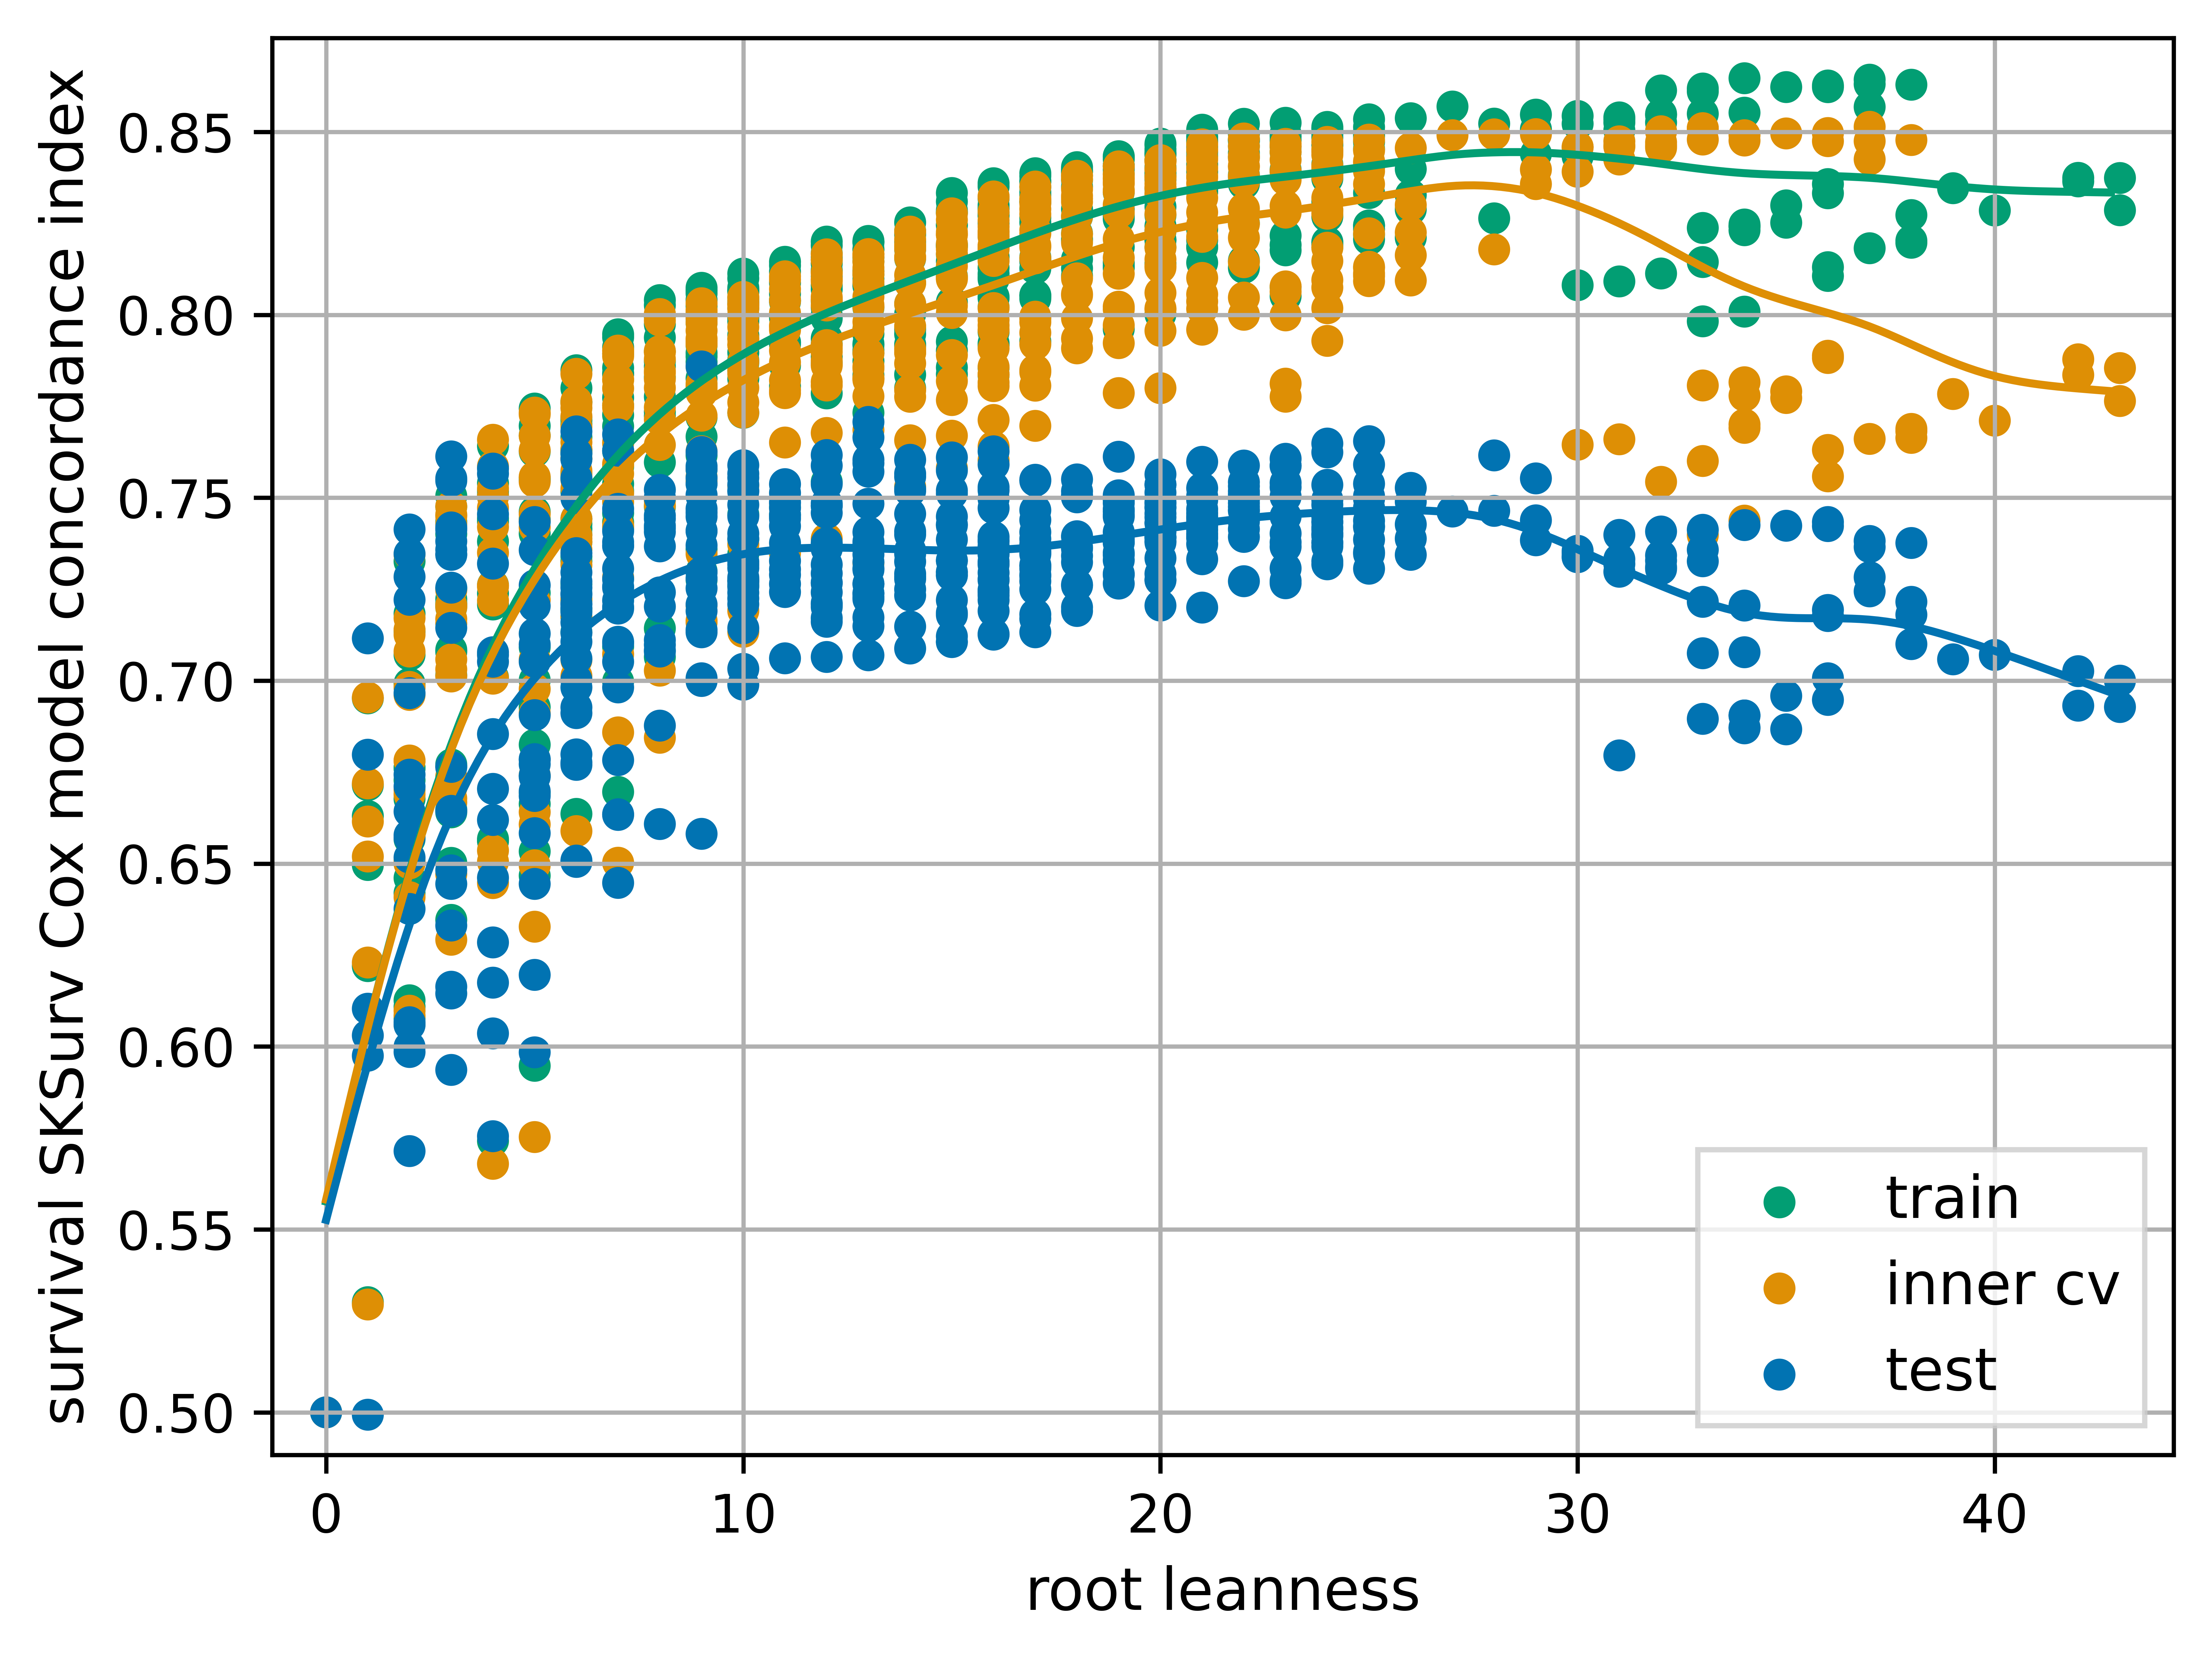 survival SKSurv Cox model concordance index
0.85
0.80
0.75
0.70
0.65
0.60
0.55
0.50
train
inner cv
test
0 10 20 30 40
root leanness